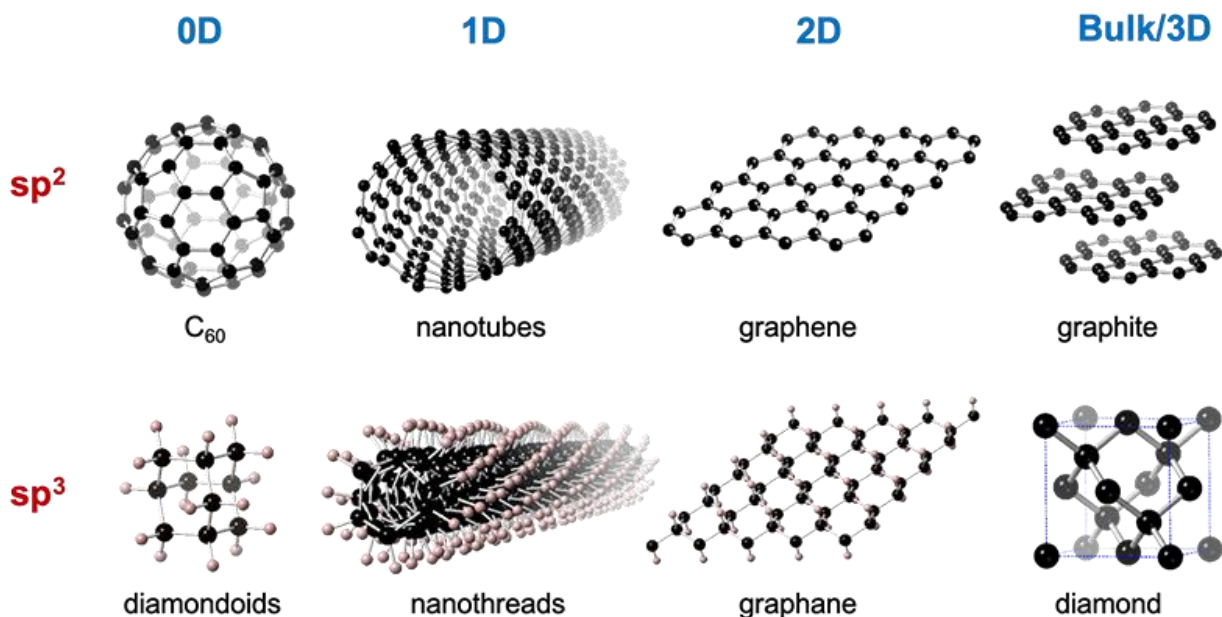 0D 1D 2D Bulk/3D
sp²
C₆₀ nanotubes graphene graphite
sp³
diamondoids nanothreads graphane diamond